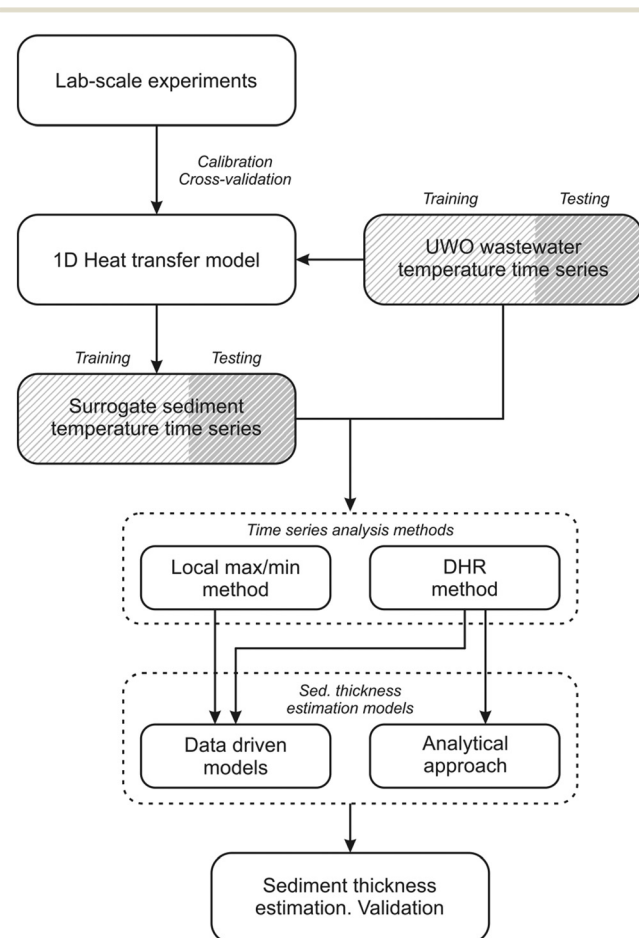 Lab-scale experiments
Calibration
Cross-validation
Training
Testing
1D Heat transfer model
UWO wastewater
temperature time series
Training
Testing
Surrogate sediment
temperature time series
Time series analysis methods
Local max/min
method
DHR
method
Sed. thickness
estimation models
Data driven
models
Analytical
approach
Sediment thickness
estimation. Validation